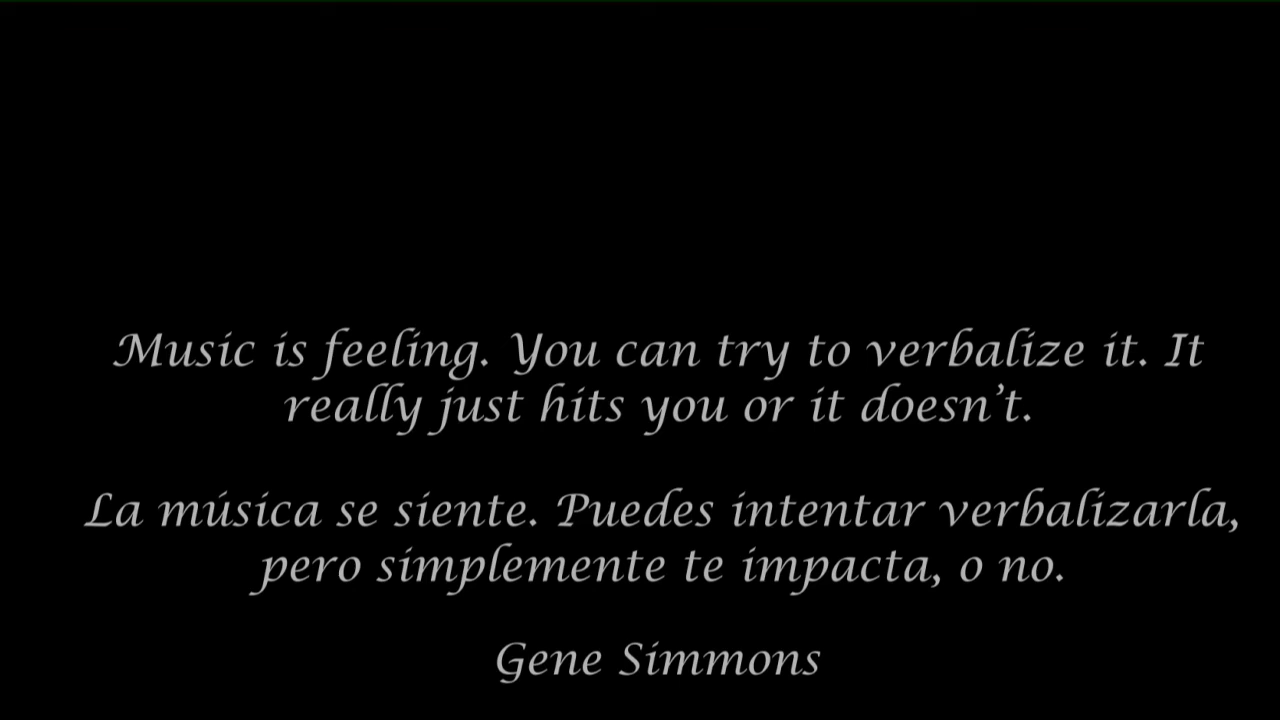 Music is feeling. You can try to verbalize it. It
really just hits you or it doesn't.
La música se siente. Puedes intentar verbalizarla,
pero simplemente te impacta, o no.
Gene Simmons